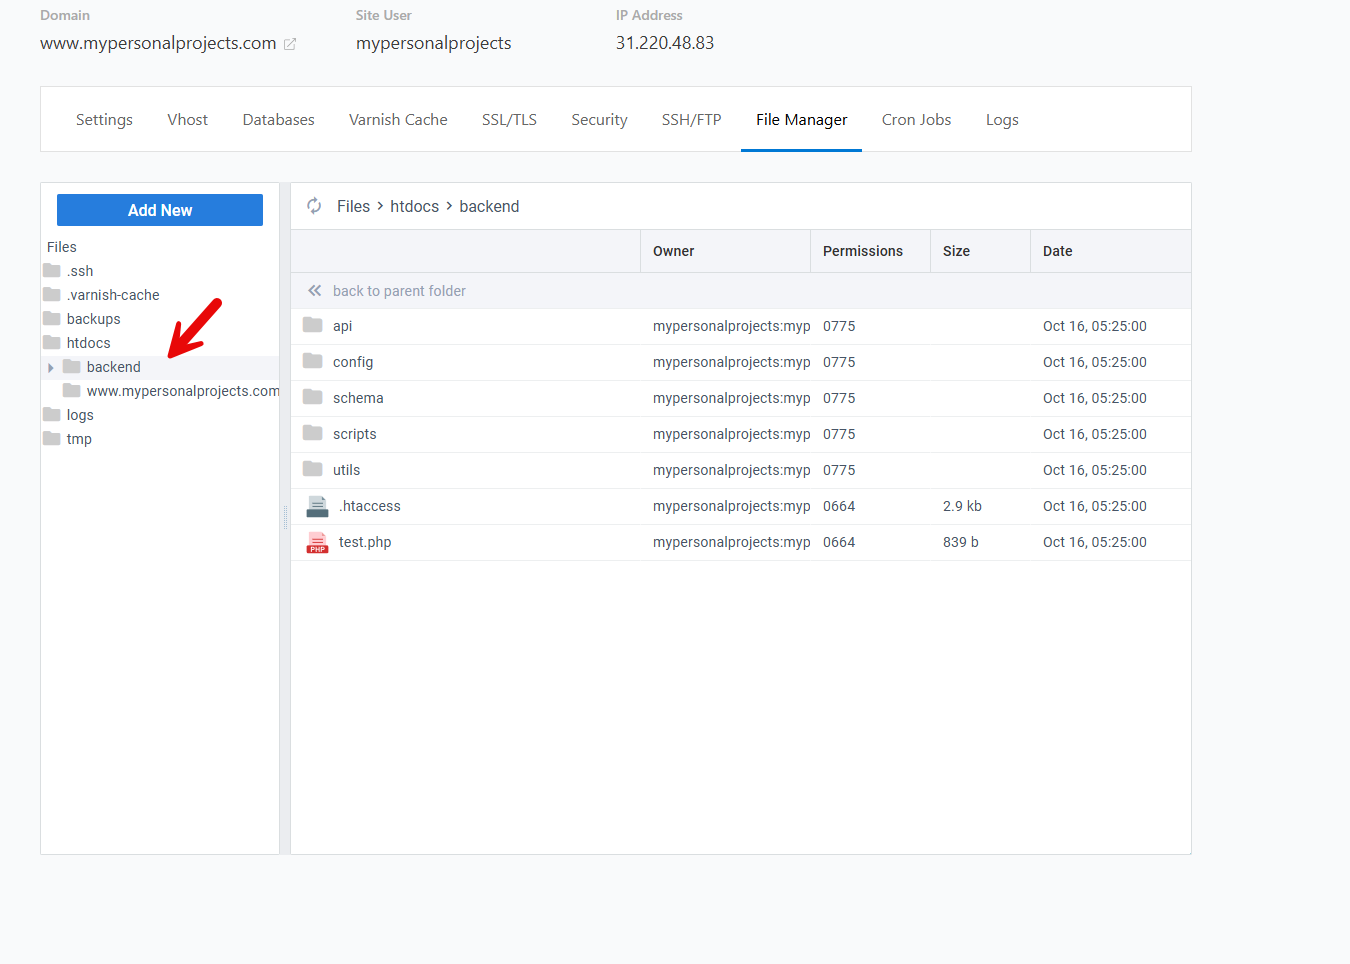 Domain Site User IP Address
www.mypersonalprojects.com mypersonalprojects 31.220.48.83
Settings Vhost Databases Varnish Cache SSL/TLS Security SSH/FTP File Manager Cron Jobs Logs
Add New
Files
.ssh
.varnish-cache
backups
htdocs
backend
www.mypersonalprojects.com
logs
tmp
Files > htdocs > backend
Owner Permissions Size Date
back to parent folder
api mypersonalprojects:myp 0775 Oct 16, 05:25:00
config mypersonalprojects:myp 0775 Oct 16, 05:25:00
schema mypersonalprojects:myp 0775 Oct 16, 05:25:00
scripts mypersonalprojects:myp 0775 Oct 16, 05:25:00
utils mypersonalprojects:myp 0775 Oct 16, 05:25:00
.htaccess mypersonalprojects:myp 0664 2.9 kb Oct 16, 05:25:00
PHP test.php mypersonalprojects:myp 0664 839 b Oct 16, 05:25:00